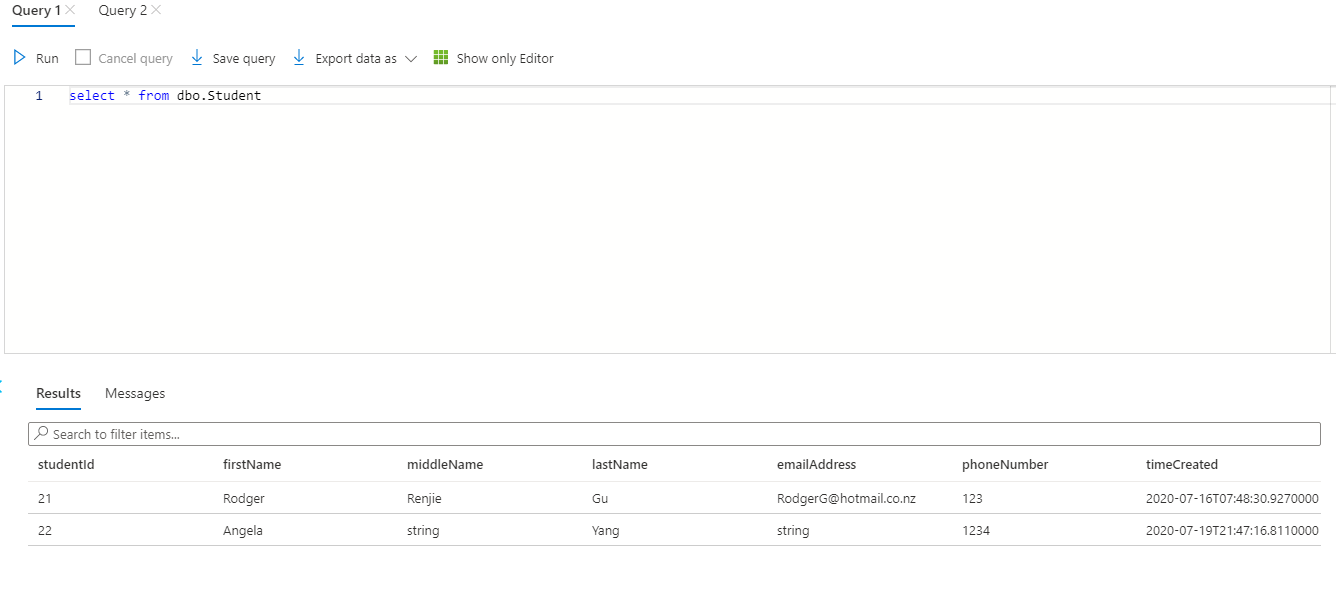 Query 1 Query 2
Run Cancel query Save query Export data as Show only Editor
1 select * from dbo.Student
Results Messages
Search to filter items...
studentId firstName middleName lastName emailAddress phoneNumber timeCreated
21 Rodger Renjie Gu RodgerG@hotmail.co.nz 123 2020-07-16T07:48:30.9270000
22 Angela string Yang string 1234 2020-07-19T21:47:16.8110000